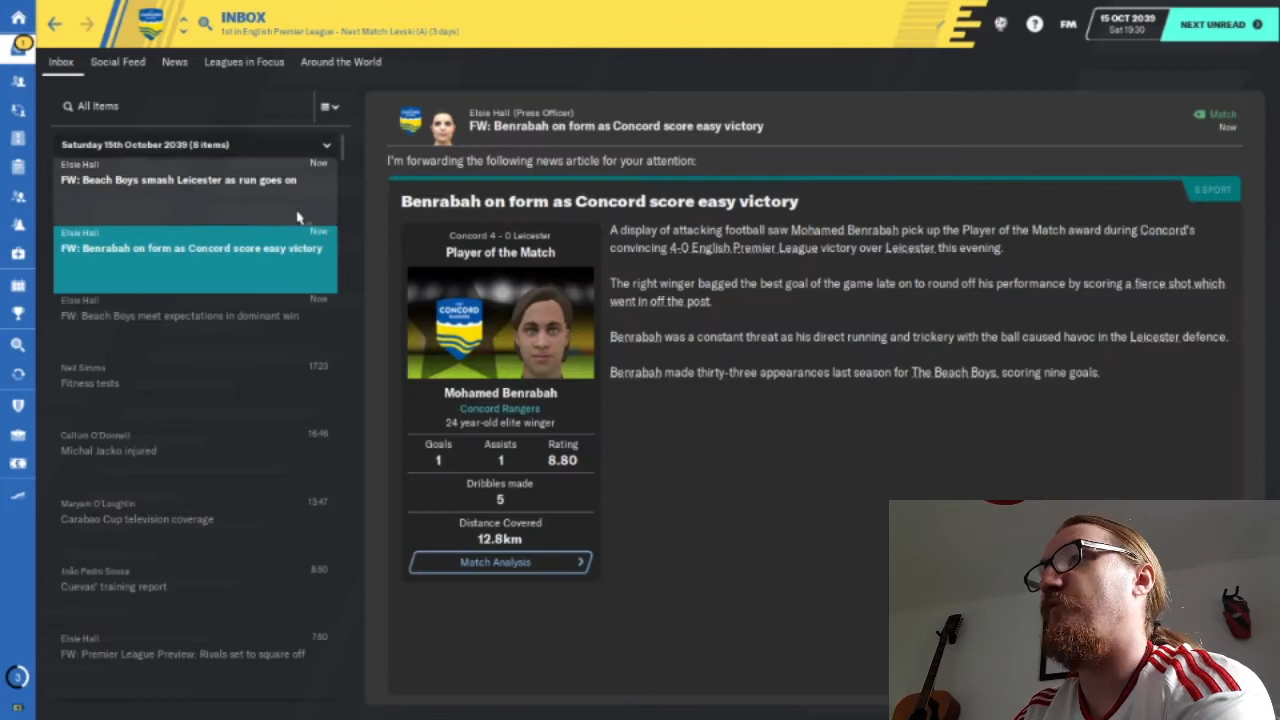 INBOX
1st in English Premier League - Next Match: Levski (A) (3 days)
FM
15 OCT 2039
Sat 19:30
NEXT UNREAD
Inbox
Social Feed
News
Leagues in Focus
Around the World
All Items
Saturday 15th October 2039 (8 items)
Elsie Hall
Now
FW: Beach Boys smash Leicester as run goes on
Elsie Hall
Now
FW: Benrabah on form as Concord score easy victory
Elsie Hall
Now
FW: Beach Boys meet expectations in dominant win
Neil Simms
17:23
Fitness tests
Callum O'Donnell
16:46
Michal Jacko injured
Maryam O'Loughlin
13:47
Carabao Cup television coverage
João Pedro Sousa
8:50
Cuevas' training report
Elsie Hall
7:50
FW: Premier League Preview: Rivals set to square off
3
Elsie Hall (Press Officer)
FW: Benrabah on form as Concord score easy victory
Match
Now
I'm forwarding the following news article for your attention:
SPORT
Benrabah on form as Concord score easy victory
Concord 4 - 0 Leicester
Player of the Match
CONCORD
Mohamed Benrabah
Concord Rangers
24 year-old elite winger
Goals
Assists
Rating
1
1
8.80
Dribbles made
5
Distance Covered
12.8km
Match Analysis
A display of attacking football saw Mohamed Benrabah pick up the Player of the Match award during Concord's
convincing 4-0 English Premier League victory over Leicester this evening.
The right winger bagged the best goal of the game late on to round off his performance by scoring a fierce shot which
went in off the post.
Benrabah was a constant threat as his direct running and trickery with the ball caused havoc in the Leicester defence.
Benrabah made thirty-three appearances last season for The Beach Boys, scoring nine goals.